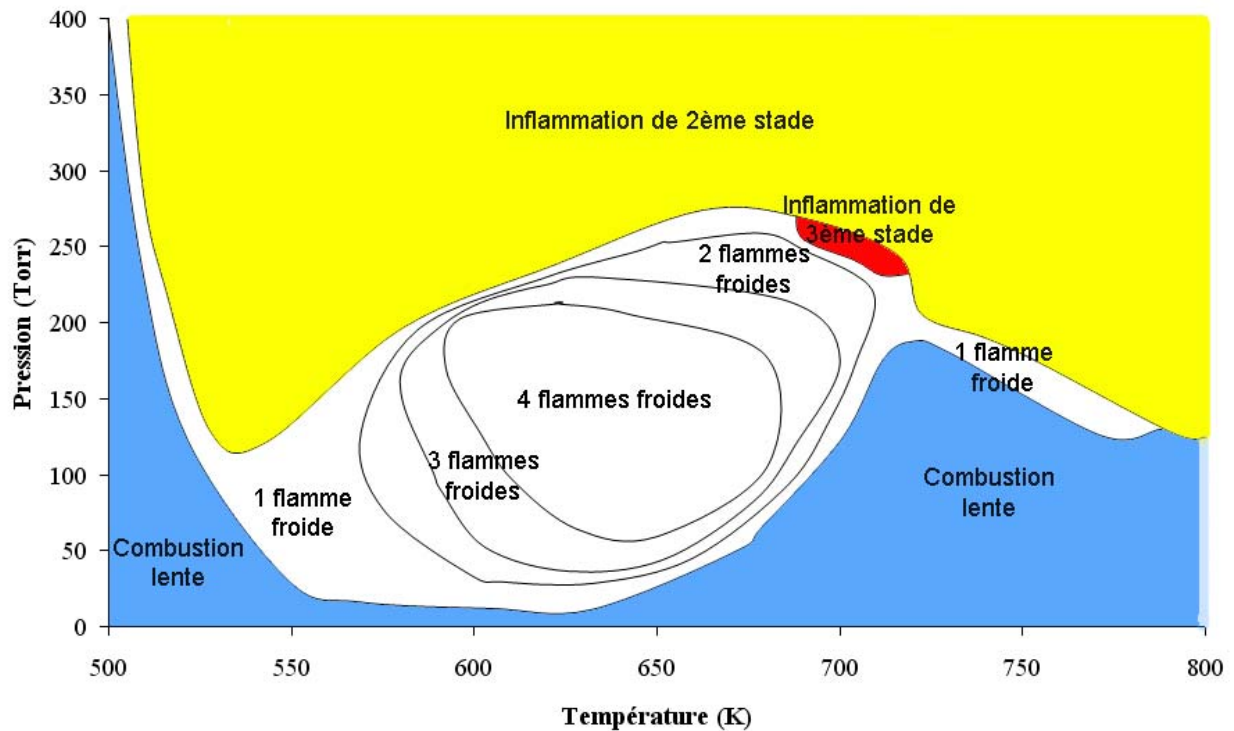 400
350
300
250
200
150
100
50
0
Pression (Torr)
Inflammation de 2ème stade
Inflammation de
3ème stade
2 flammes
froides
1 flamme
froide
4 flammes froides
3 flammes
froides
1 flamme
froide
Combustion
lente
Combustion
lente
500
550
600
650
700
750
800
Température (K)